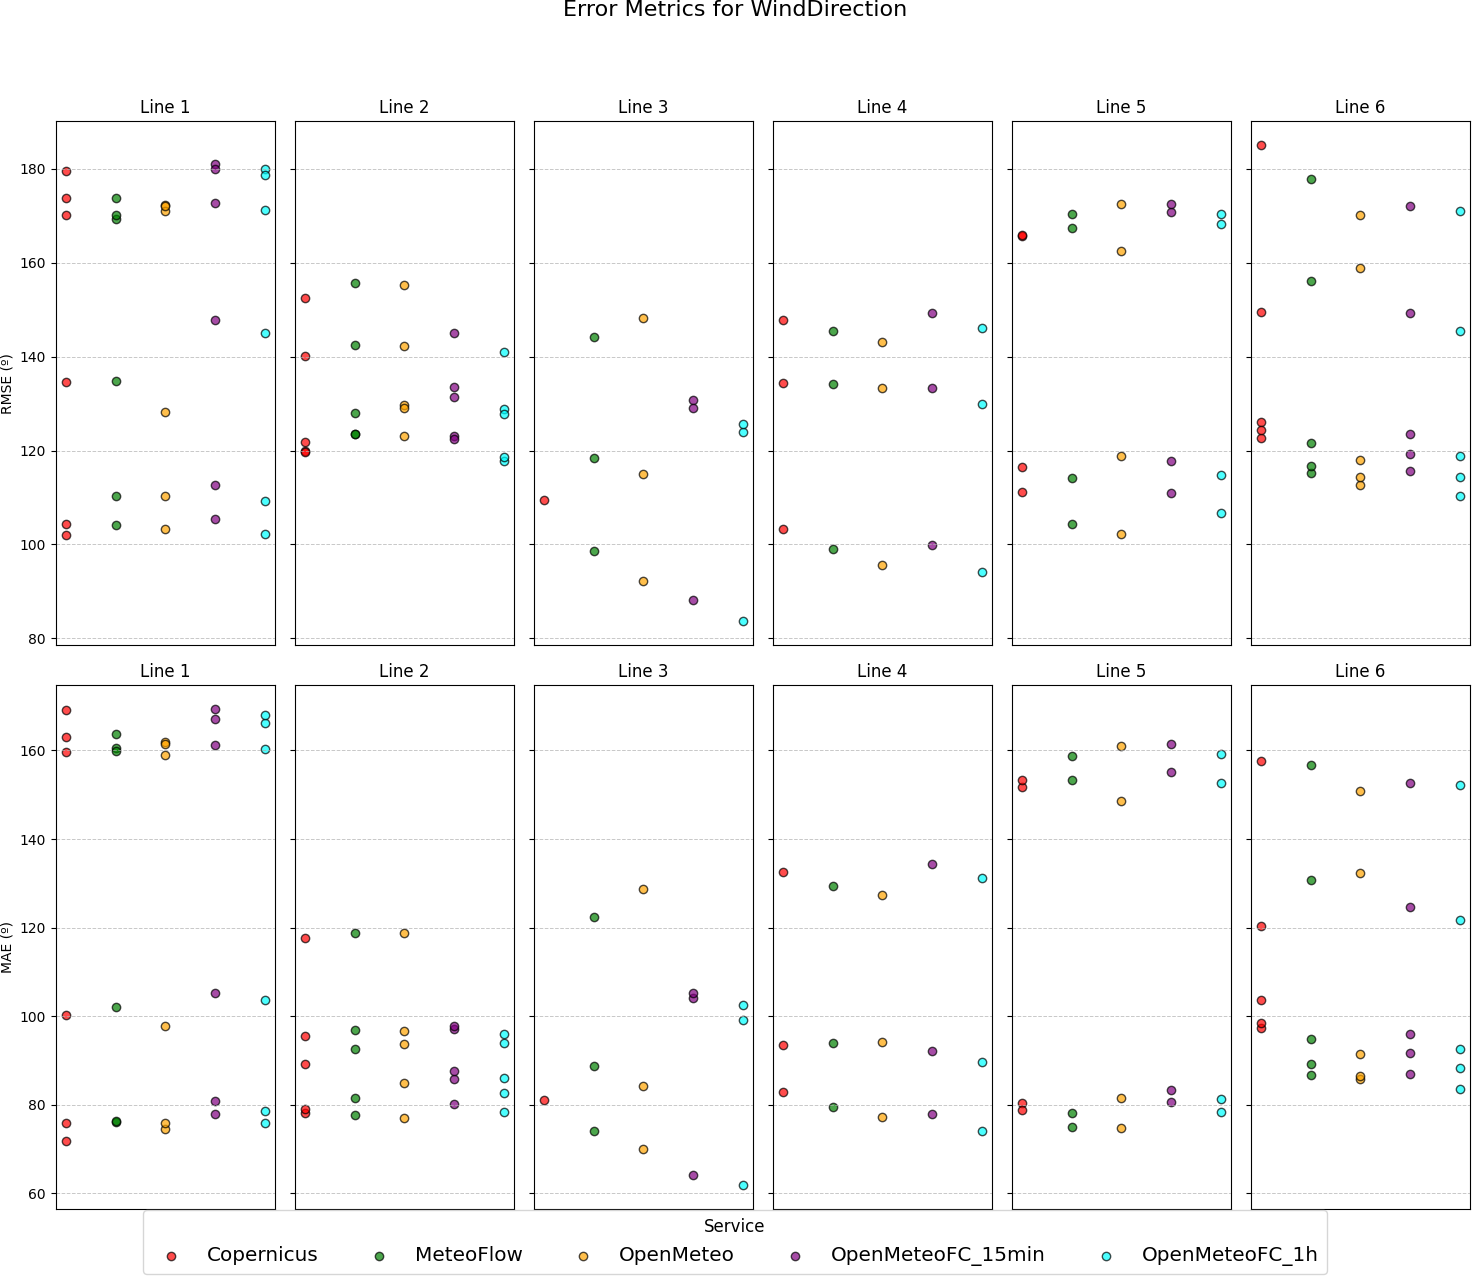 Error Metrics for WindDirection
Line 1 Line 2 Line 3 Line 4 Line 5 Line 6
180
160
140
120
100
80
RMSE (º)
Line 1 Line 2 Line 3 Line 4 Line 5 Line 6
160
140
120
100
80
60
MAE (º)
Service
Copernicus MeteoFlow OpenMeteo OpenMeteoFC_15min OpenMeteoFC_1h